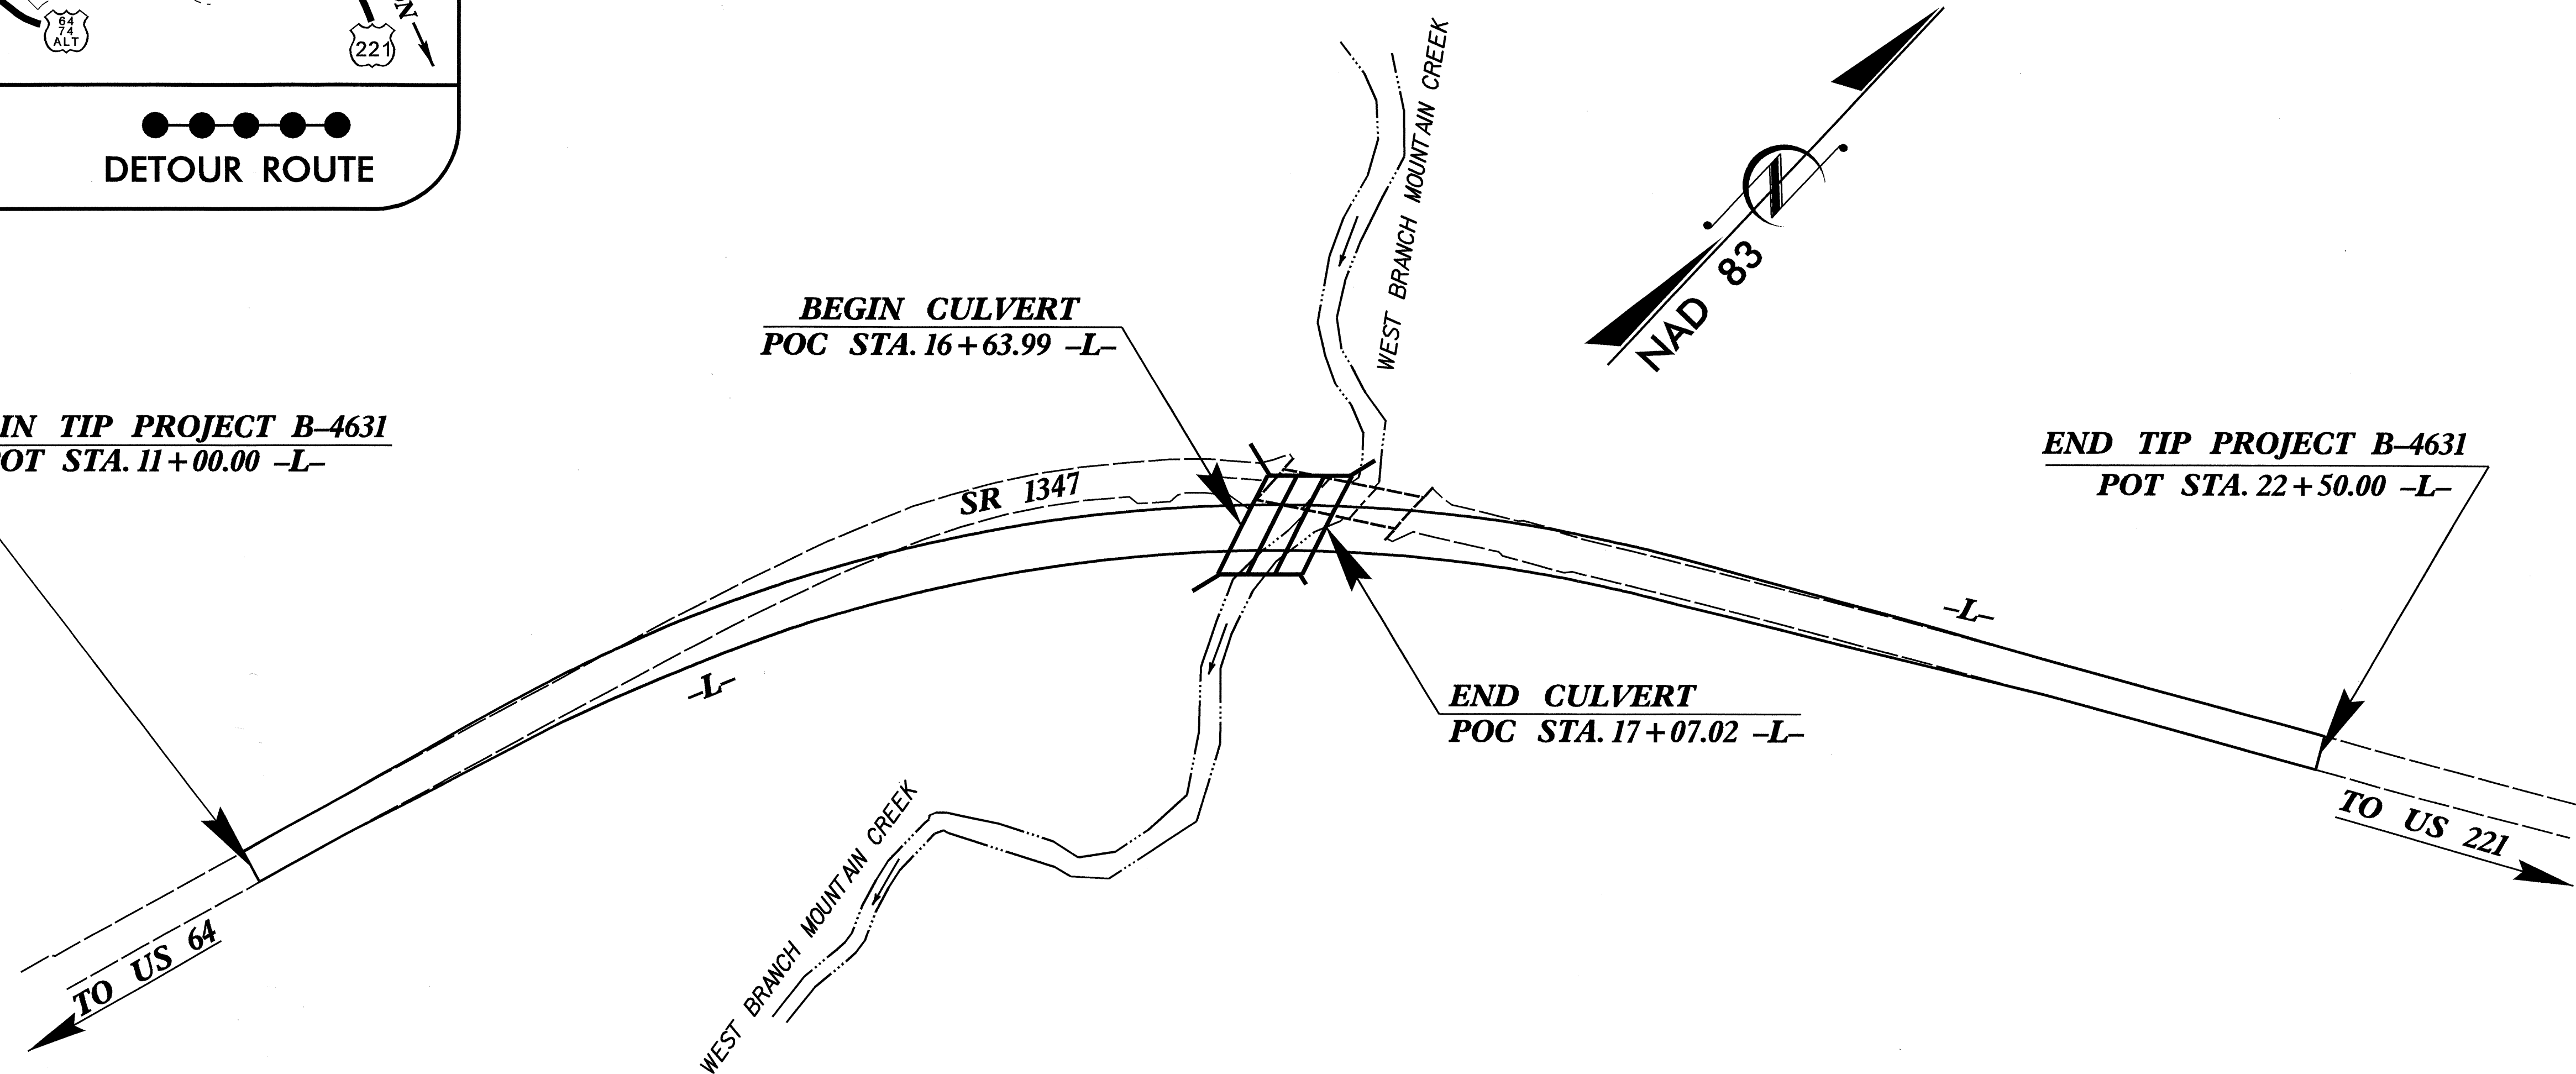 64
74
ALT
221
N
DETOUR ROUTE
WEST BRANCH MOUNTAIN CREEK
NAD 83
BEGIN CULVERT
POC STA. 16+63.99 -L-
IN TIP PROJECT B-4631
OT STA. 11+00.00 -L-
SR 1347
END TIP PROJECT B-4631
POT STA. 22+50.00 -L-
-L-
-L-
END CULVERT
POC STA. 17+07.02 -L-
WEST BRANCH MOUNTAIN CREEK
TO US 221
TO US 64